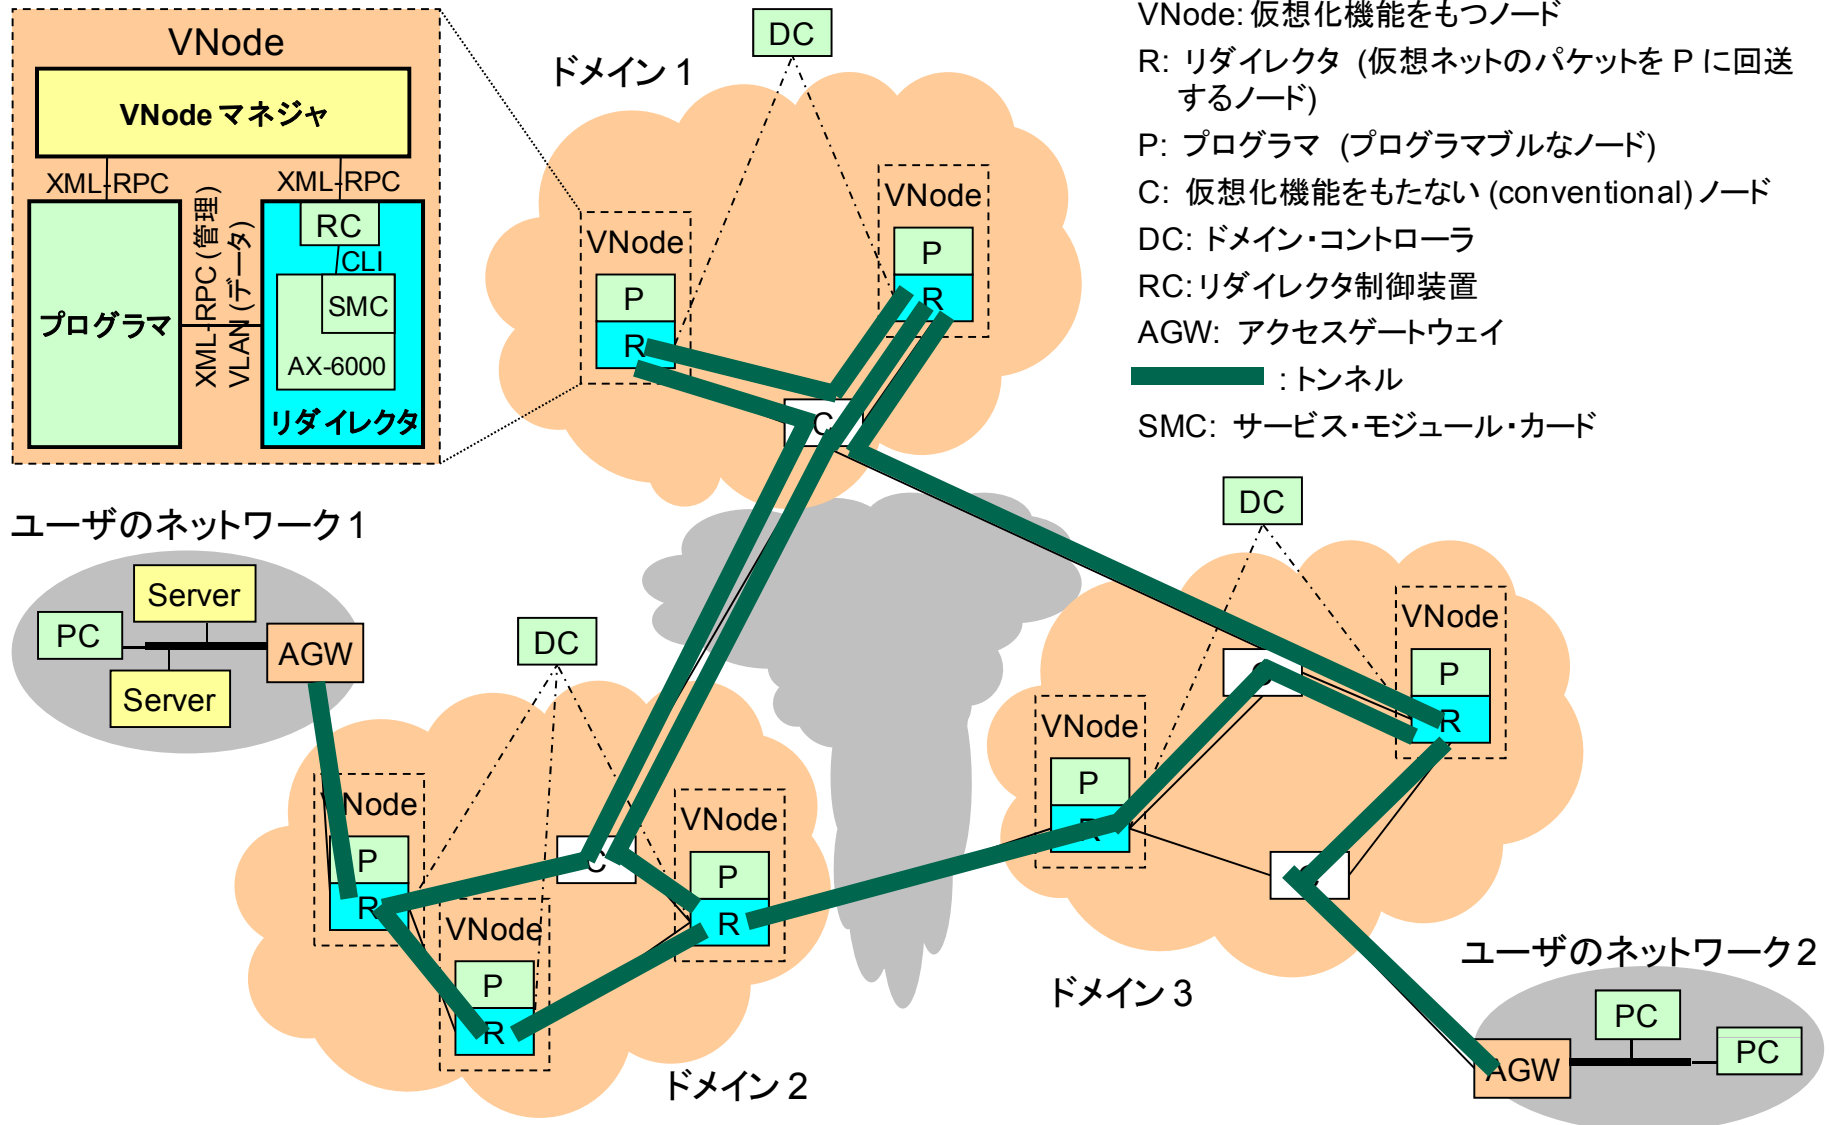 VNode
VNode マネジャ
XML-RPC
XML-RPC
プログラマ
XML-RPC (管理)
VLAN (データ)
RC
CLI
SMC
AX-6000
リダイレクタ
ドメイン 1
DC
VNode
P
R
VNode
P
R
C
VNode: 仮想化機能をもつノード
R: リダイレクタ (仮想ネットのパケットを P に回送
するノード)
P: プログラマ (プログラマブルなノード)
C: 仮想化機能をもたない (conventional) ノード
DC: ドメイン・コントローラ
RC: リダイレクタ制御装置
AGW: アクセスゲートウェイ
: トンネル
SMC: サービス・モジュール・カード
ユーザのネットワーク 1
Server
PC
AGW
Server
DC
VNode
P
R
VNode
P
R
C
VNode
P
R
ドメイン 2
DC
VNode
P
R
C
VNode
P
R
C
ドメイン 3
ユーザのネットワーク 2
PC
PC
AGW